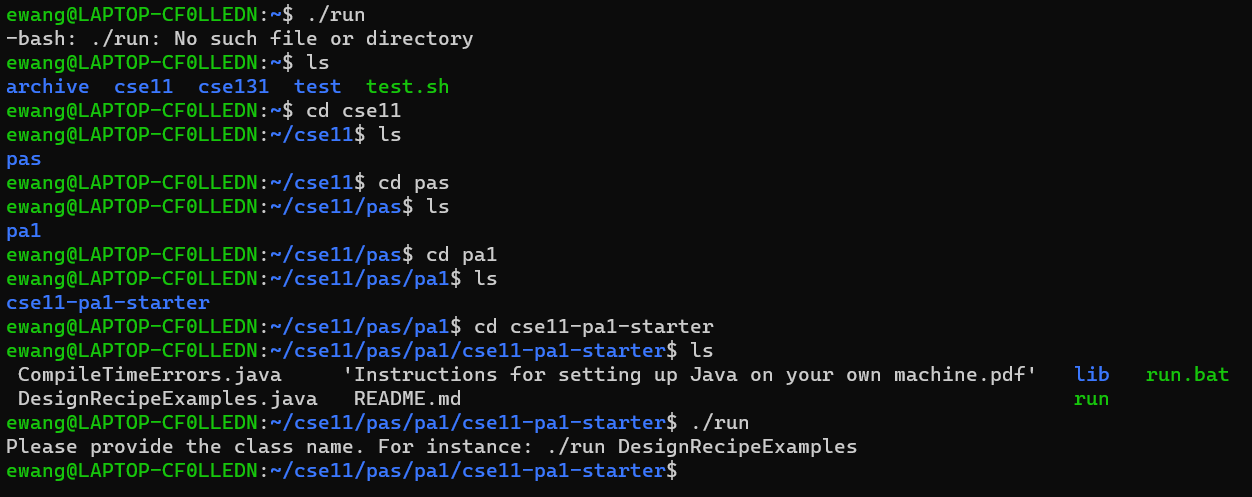 ewang@LAPTOP-CF0LLEDN:~$ ./run
-bash: ./run: No such file or directory
ewang@LAPTOP-CF0LLEDN:~$ ls
archive  cse11  cse131  test  test.sh
ewang@LAPTOP-CF0LLEDN:~$ cd cse11
ewang@LAPTOP-CF0LLEDN:~/cse11$ ls
pas
ewang@LAPTOP-CF0LLEDN:~/cse11$ cd pas
ewang@LAPTOP-CF0LLEDN:~/cse11/pas$ ls
pa1
ewang@LAPTOP-CF0LLEDN:~/cse11/pas$ cd pa1
ewang@LAPTOP-CF0LLEDN:~/cse11/pas/pa1$ ls
cse11-pa1-starter
ewang@LAPTOP-CF0LLEDN:~/cse11/pas/pa1$ cd cse11-pa1-starter
ewang@LAPTOP-CF0LLEDN:~/cse11/pas/pa1/cse11-pa1-starter$ ls
 CompileTimeErrors.java     'Instructions for setting up Java on your own machine.pdf'   lib   run.bat
 DesignRecipeExamples.java   README.md                                                   run
ewang@LAPTOP-CF0LLEDN:~/cse11/pas/pa1/cse11-pa1-starter$ ./run
Please provide the class name. For instance: ./run DesignRecipeExamples
ewang@LAPTOP-CF0LLEDN:~/cse11/pas/pa1/cse11-pa1-starter$